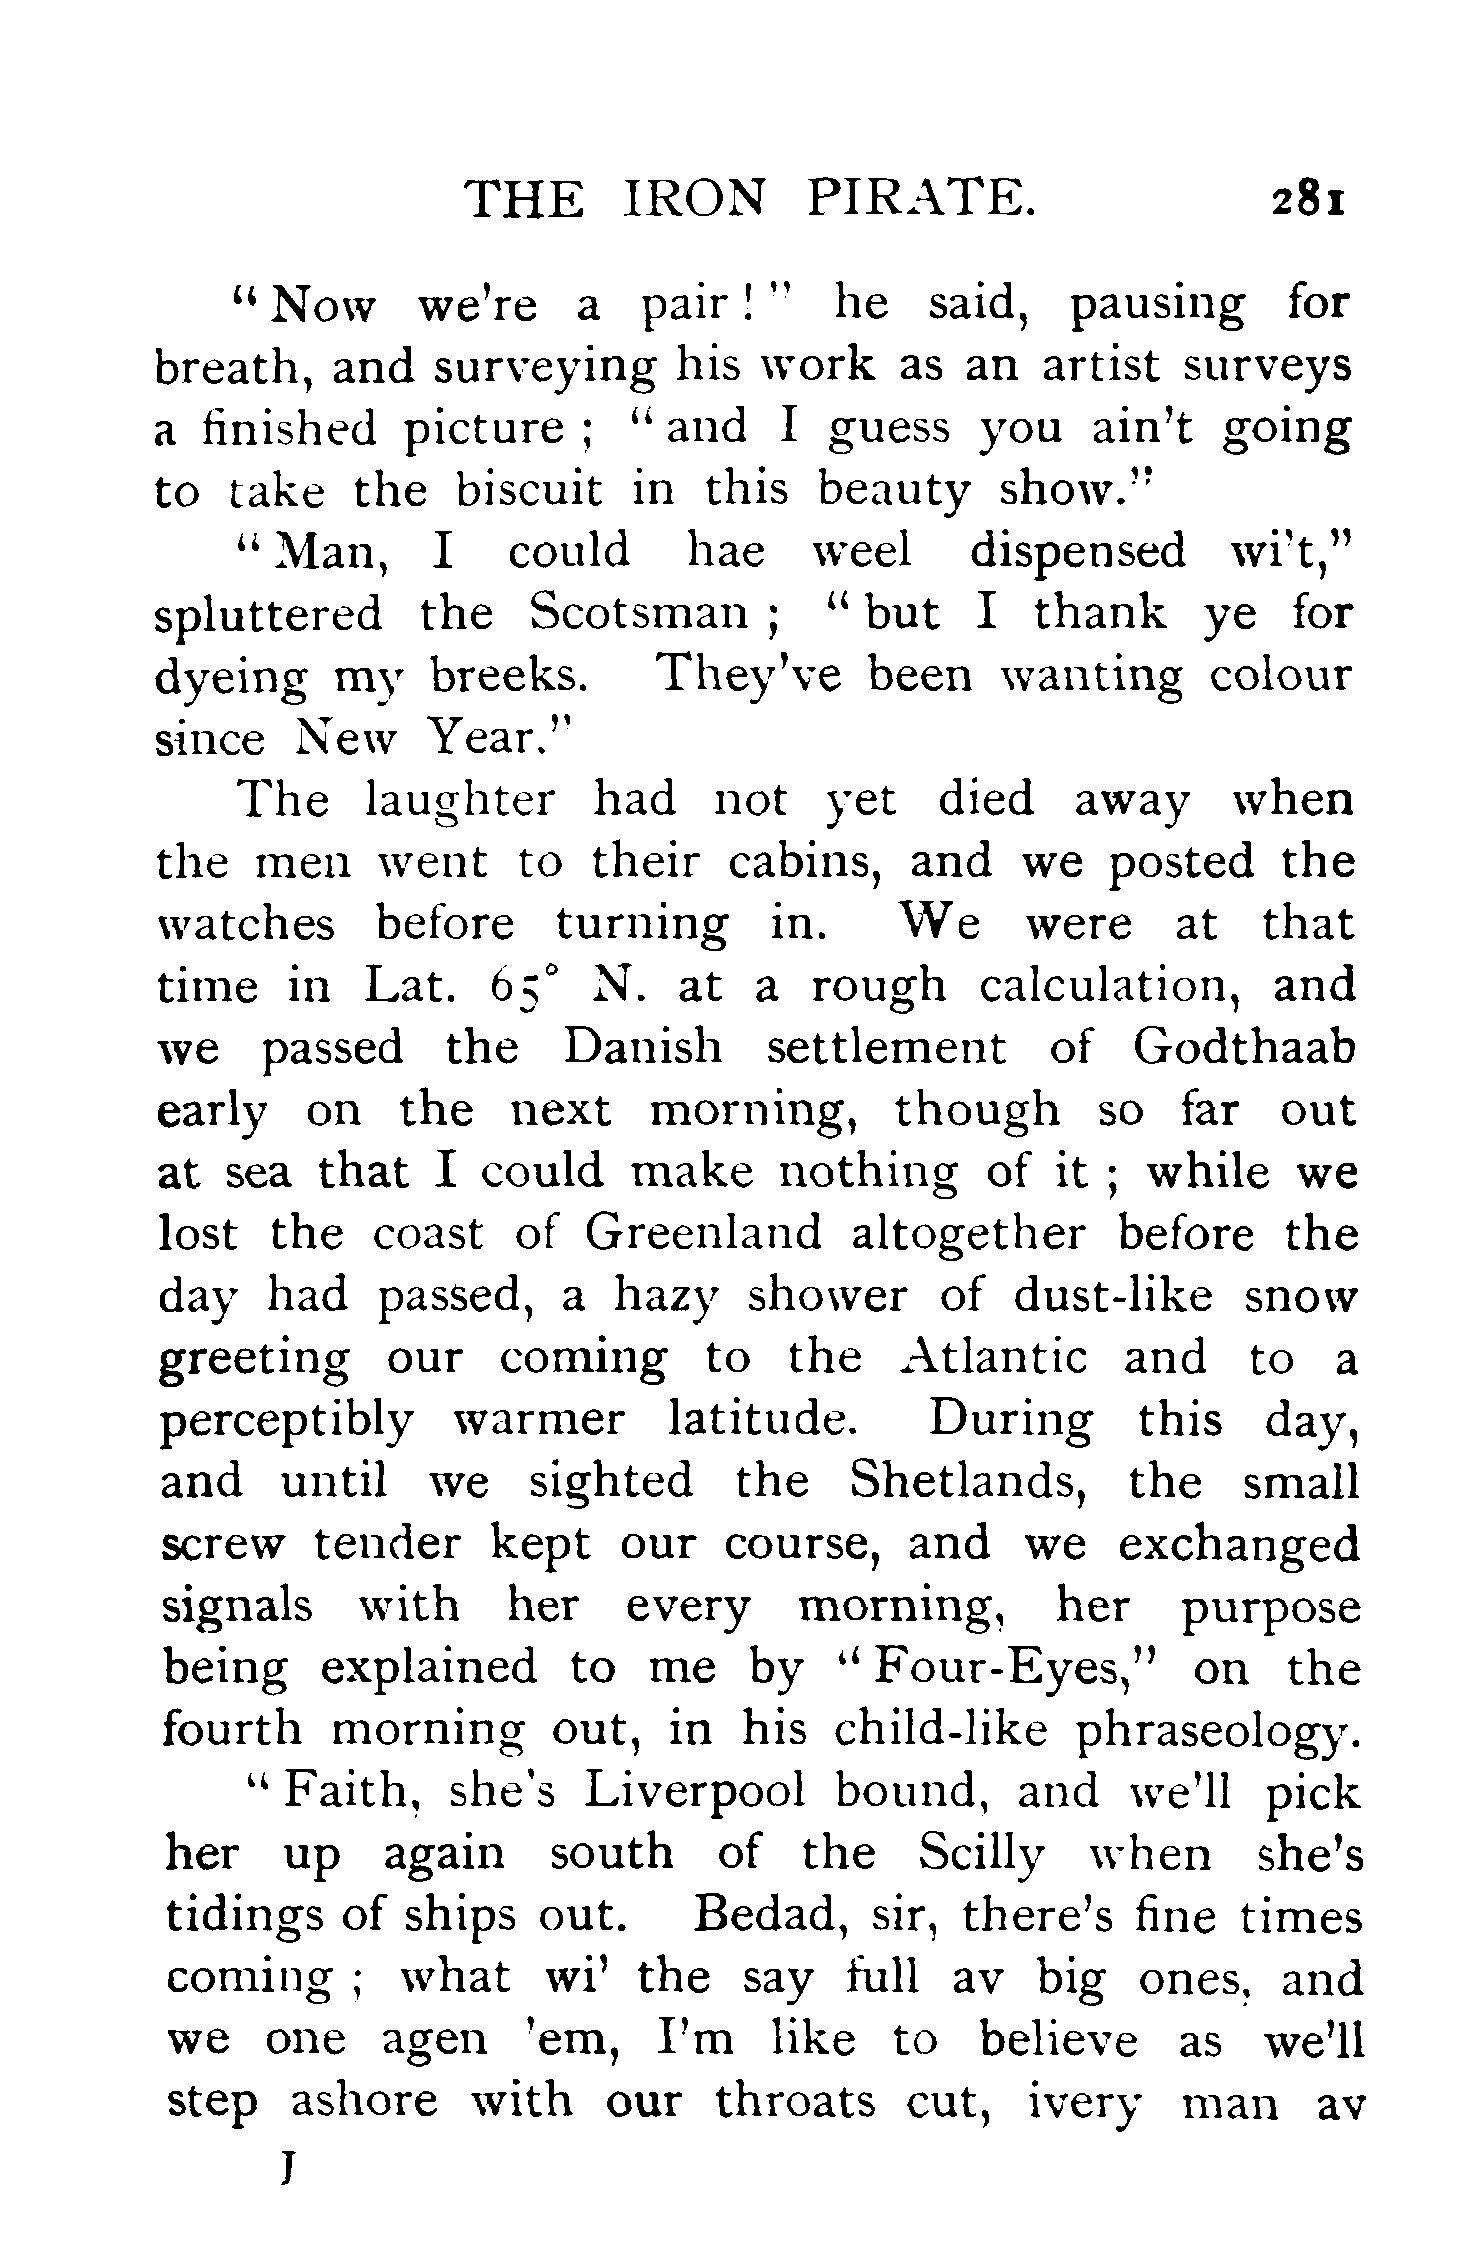 THE IRON PIRATE. 281
“Now we're a pair!” he said, pausing for
breath, and surveying his work as an artist surveys
a finished picture; “and I guess you ain't going
to take the biscuit in this beauty show.”
“Man, I could hae weel dispensed wi't,”
spluttered the Scotsman; “but I thank ye for
dyeing my breeks. They've been wanting colour
since New Year.”
The laughter had not yet died away when
the men went to their cabins, and we posted the
watches before turning in. We were at that
time in Lat. 65° N. at a rough calculation, and
we passed the Danish settlement of Godthaab
early on the next morning, though so far out
at sea that I could make nothing of it; while we
lost the coast of Greenland altogether before the
day had passed, a hazy shower of dust-like snow
greeting our coming to the Atlantic and to a
perceptibly warmer latitude. During this day,
and until we sighted the Shetlands, the small
screw tender kept our course, and we exchanged
signals with her every morning, her purpose
being explained to me by “Four-Eyes,” on the
fourth morning out, in his child-like phraseology.
“Faith, she's Liverpool bound, and we'll pick
her up again south of the Scilly when she's
tidings of ships out. Bedad, sir, there's fine times
coming; what wi' the say full av big ones, and
we one agen 'em, I'm like to believe as we'll
step ashore with our throats cut, ivery man av
J